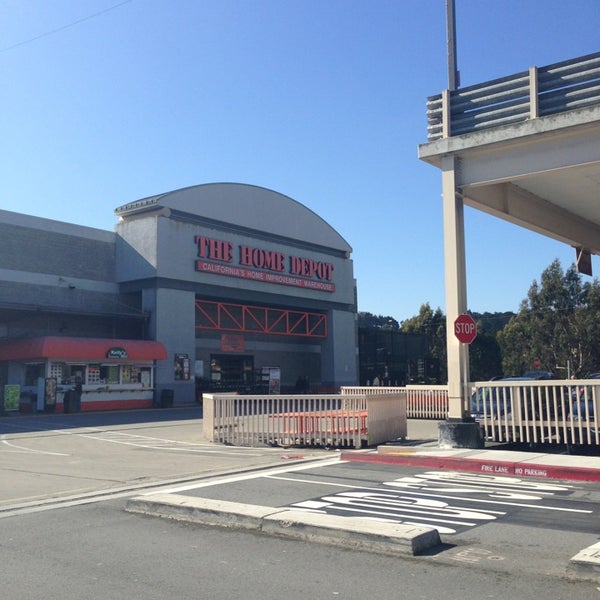 THE HOME DEPOT
CALIFORNIA'S HOME IMPROVEMENT WAREHOUSE
STOP
FIRE LANE NO PARKING